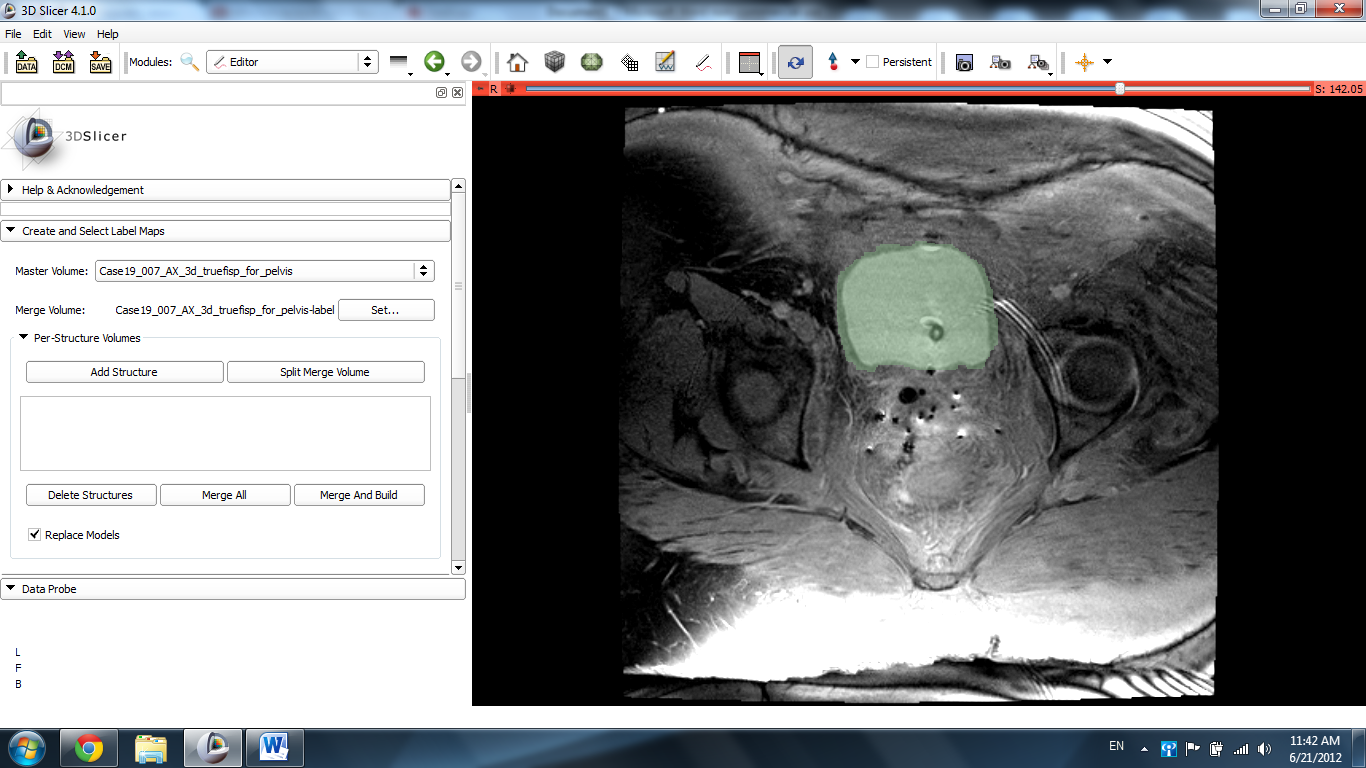 3D Slicer 4.1.0
File Edit View Help
DATA DCM SAVE Modules: Editor Persistent
R S: 142.05
3DSlicer
Help & Acknowledgement
Create and Select Label Maps
Master Volume: Case19_007_AX_3d_truefisp_for_pelvis
Merge Volume: Case19_007_AX_3d_truefisp_for_pelvis-label Set...
Per-Structure Volumes
Add Structure Split Merge Volume
Delete Structures Merge All Merge And Build
Replace Models
Data Probe
L
F
B
EN 11:42 AM
6/21/2012